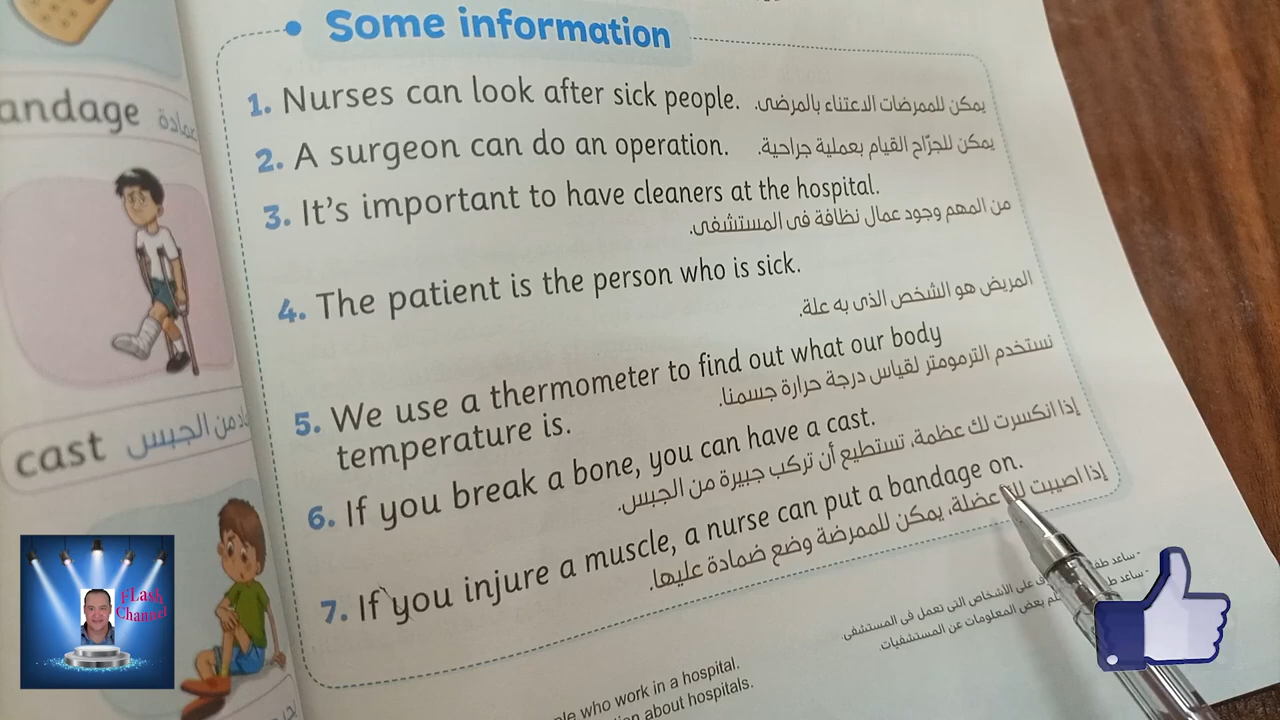 Some information
1. Nurses can look after sick people. يمكن للممرضات الاعتناء بالمرضى.
2. A surgeon can do an operation. يمكن للجرّاح القيام بعملية جراحية.
3. It's important to have cleaners at the hospital.
من المهم وجود عمال نظافة فى المستشفى.
4. The patient is the person who is sick.
المريض هو الشخص الذى به علة.
5. We use a thermometer to find out what our body
temperature is.
نستخدم الترمومتر لقياس درجة حرارة جسمنا.
6. If you break a bone, you can have a cast.
إذا انكسرت لك عظمة، تستطيع أن تركب جبيرة من الجبس.
7. If you injure a muscle, a nurse can put a bandage on.
إذا اصيبت لك عضلة، يمكن للممرضة وضع ضمادة عليها.
andage
cast من الجبس
- ساعد
- ساعد
على الأشخاص التى تعمل فى المستشفى
بعض المعلومات عن المستشفيات.
who work in a hospital.
about hospitals.
FLash
Channel